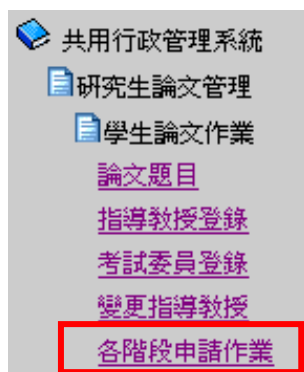 共用行政管理系統
研究生論文管理
學生論文作業
論文題目
指導教授登錄
考試委員登錄
變更指導教授
各階段申請作業